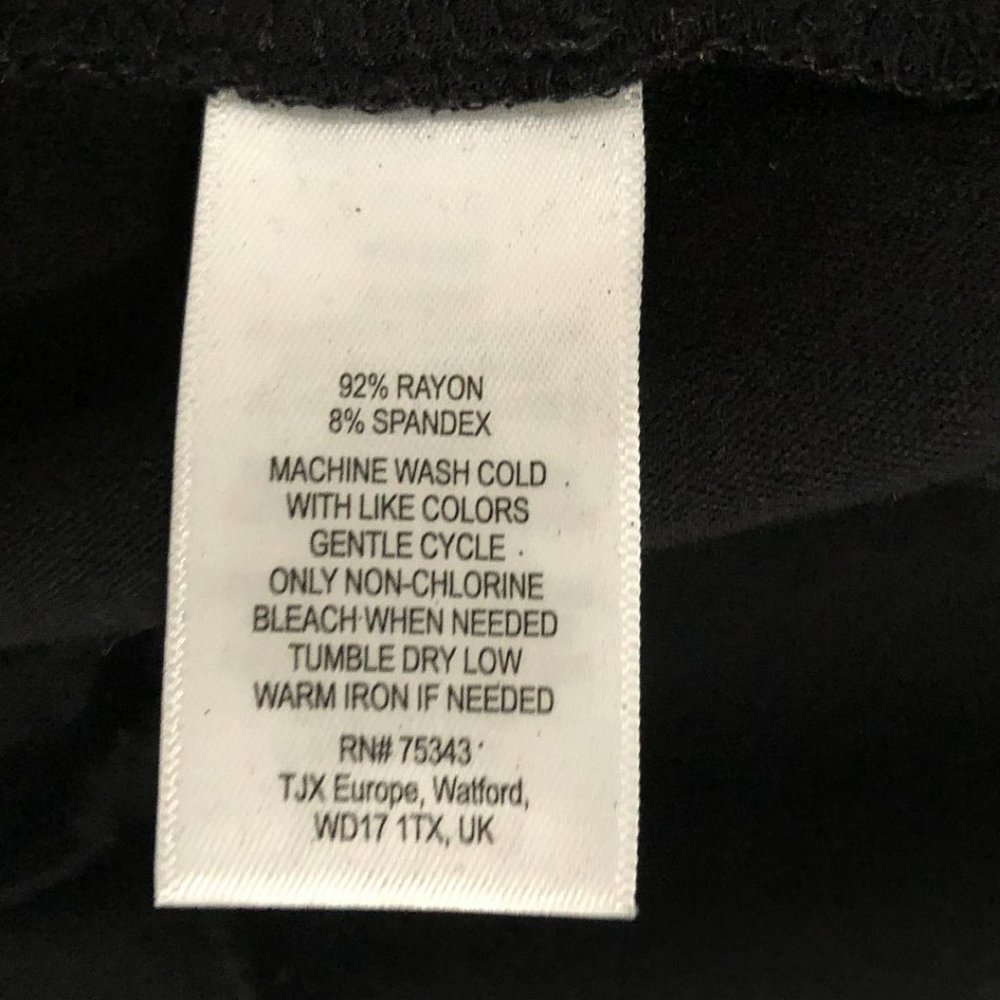 92% RAYON
8% SPANDEX
MACHINE WASH COLD
WITH LIKE COLORS
GENTLE CYCLE
ONLY NON-CHLORINE
BLEACH WHEN NEEDED
TUMBLE DRY LOW
WARM IRON IF NEEDED
RN# 75343
TJX Europe, Watford,
WD17 1TX, UK